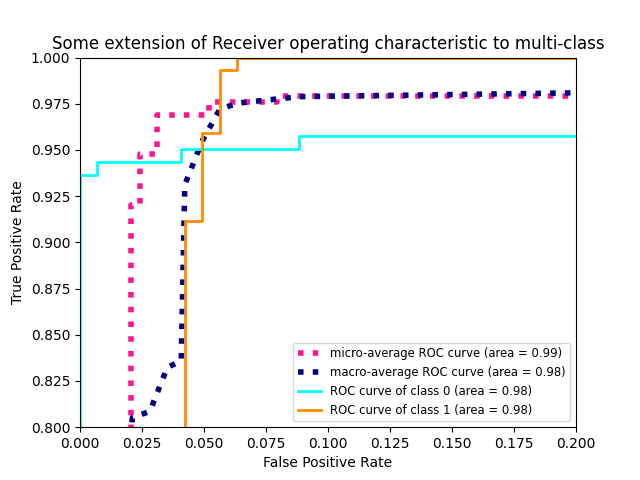 Some extension of Receiver operating characteristic to multi-class
1.000
0.975
0.950
0.925
0.900
0.875
0.850
0.825
0.800
True Positive Rate
micro-average ROC curve (area = 0.99)
macro-average ROC curve (area = 0.98)
ROC curve of class 0 (area = 0.98)
ROC curve of class 1 (area = 0.98)
0.000 0.025 0.050 0.075 0.100 0.125 0.150 0.175 0.200
False Positive Rate